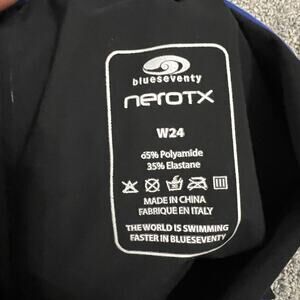 blueseventy
neroTX
W24
65% Polyamide
35% Elastane
MADE IN CHINA
FABRIQUE EN ITALY
THE WORLD IS SWIMMING
FASTER IN BLUESEVENTY